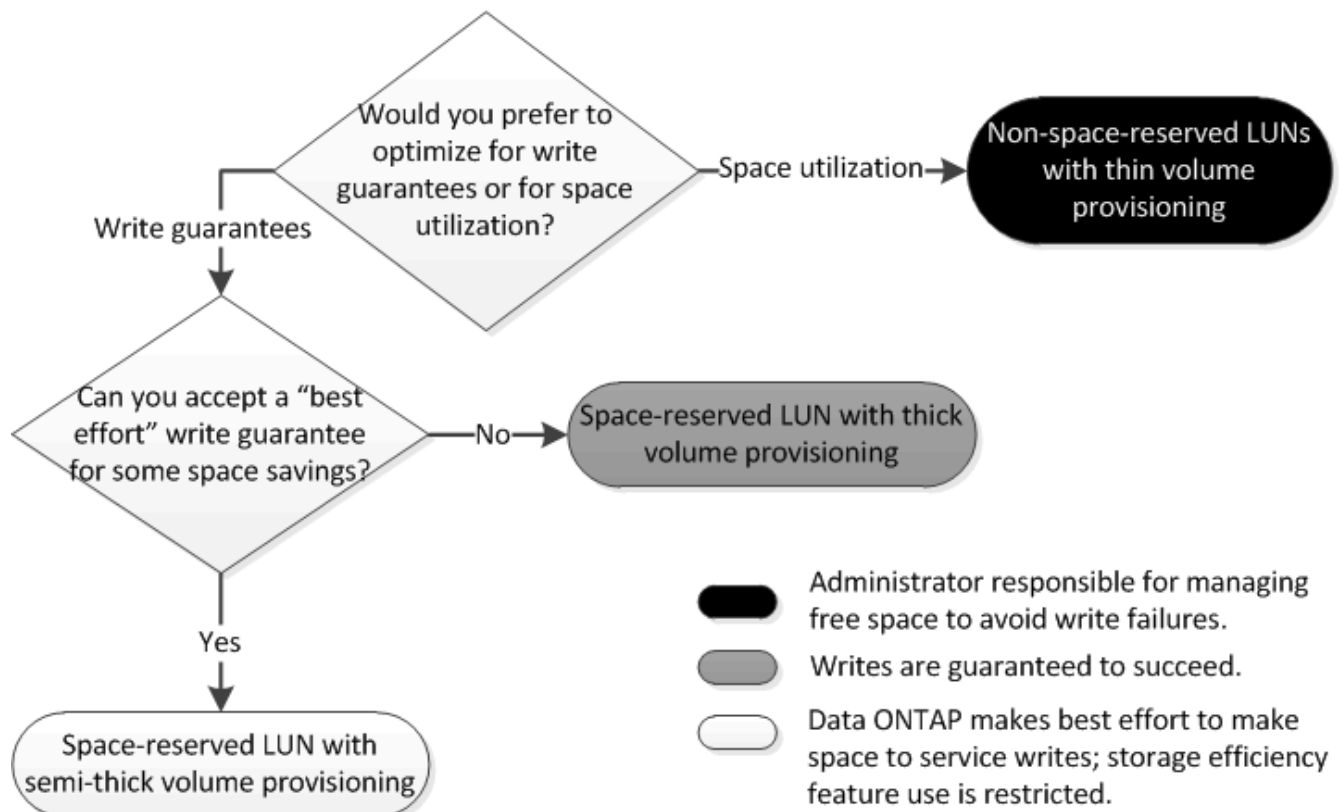 Would you prefer to
optimize for write
guarantees or for space
utilization?
Space utilization
Non-space-reserved LUNs
with thin volume
provisioning
Write guarantees
Can you accept a “best
effort” write guarantee
for some space savings?
No
Space-reserved LUN with thick
volume provisioning
Yes
Space-reserved LUN with
semi-thick volume provisioning
Administrator responsible for managing
free space to avoid write failures.
Writes are guaranteed to succeed.
Data ONTAP makes best effort to make
space to service writes; storage efficiency
feature use is restricted.